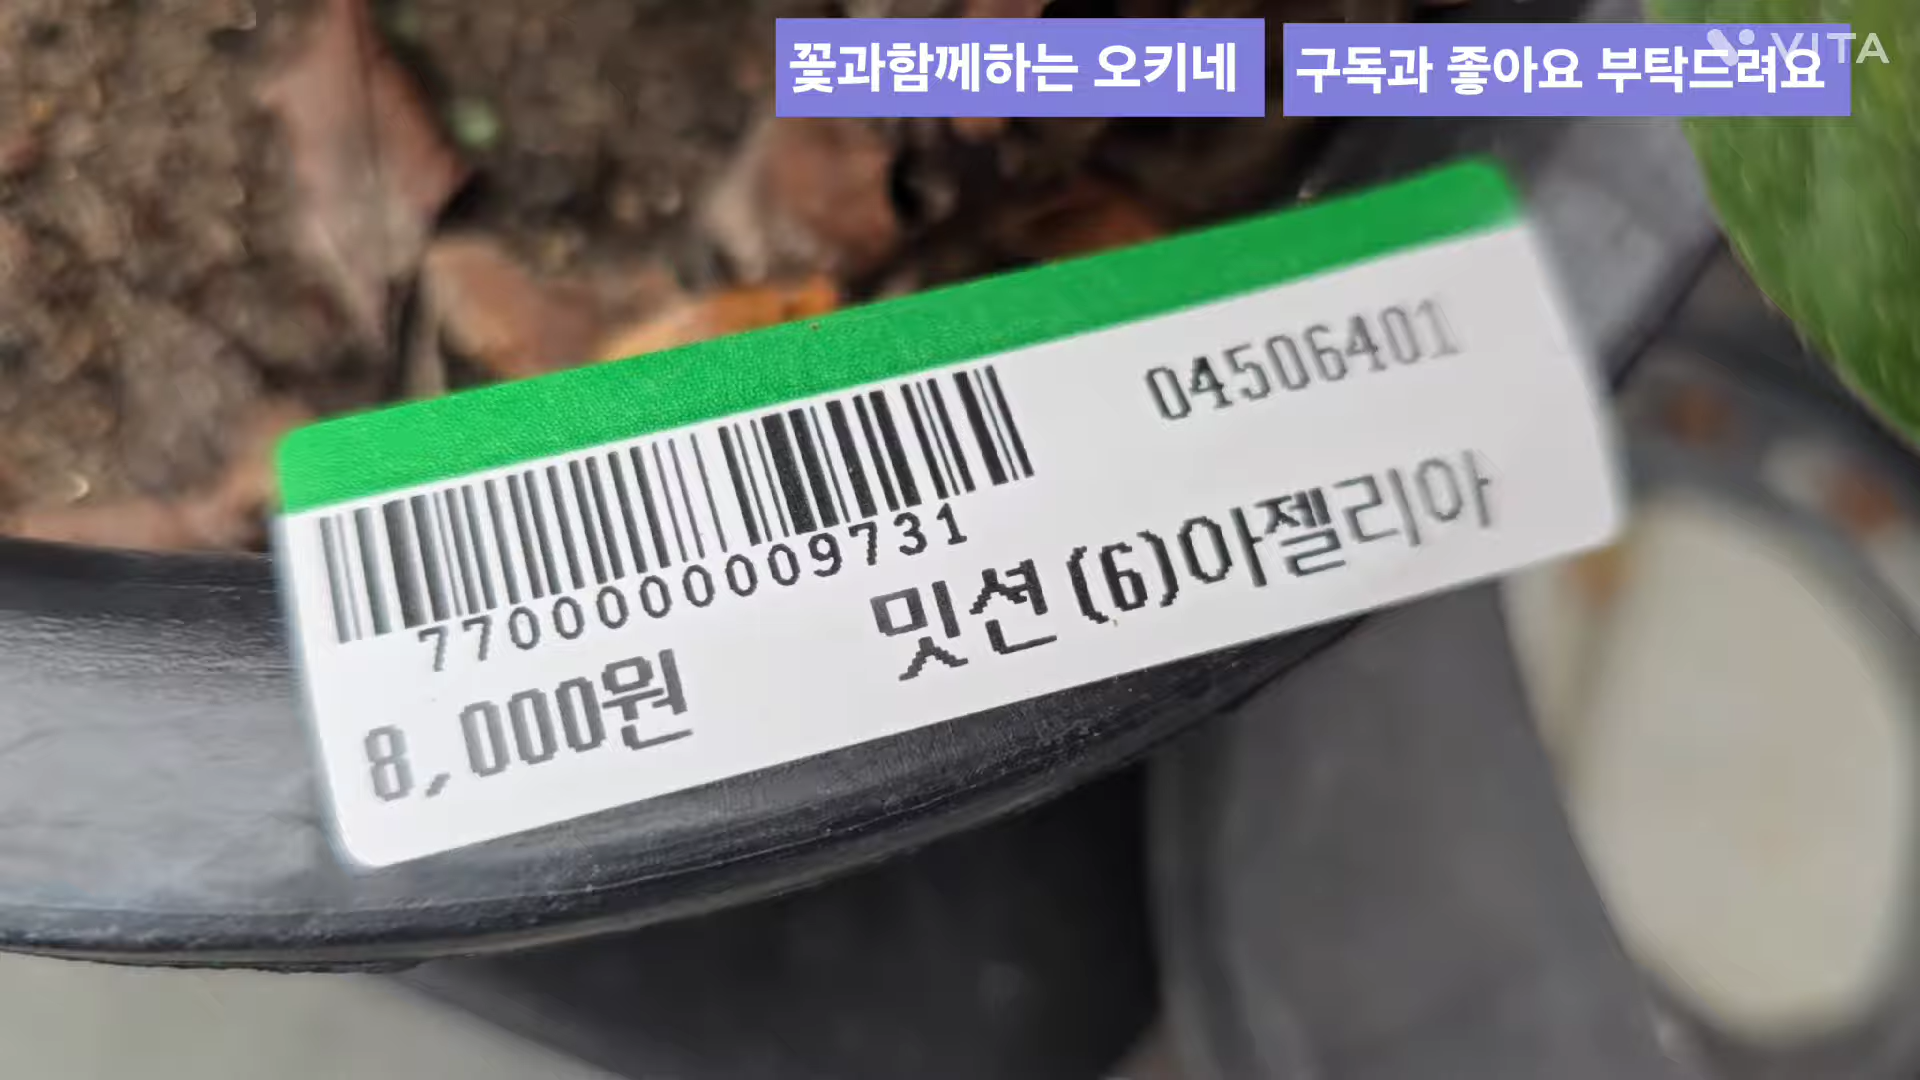 꽃과함께하는 오키네
구독과 좋아요 부탁드려요
VITA
04506401
7700000009731
밋션(6)아젤리아
8,000원